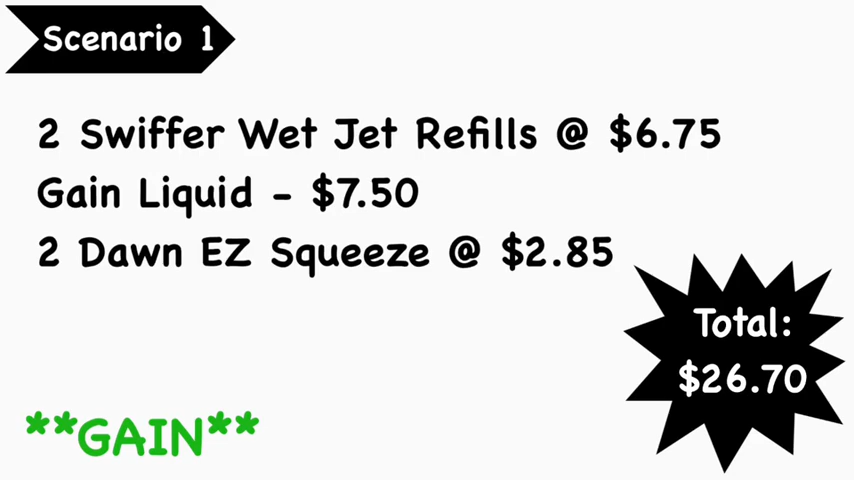 Scenario 1
2 Swiffer Wet Jet Refills @ $6.75
Gain Liquid - $7.50
2 Dawn EZ Squeeze @ $2.85
Total:
$26.70
**GAIN**